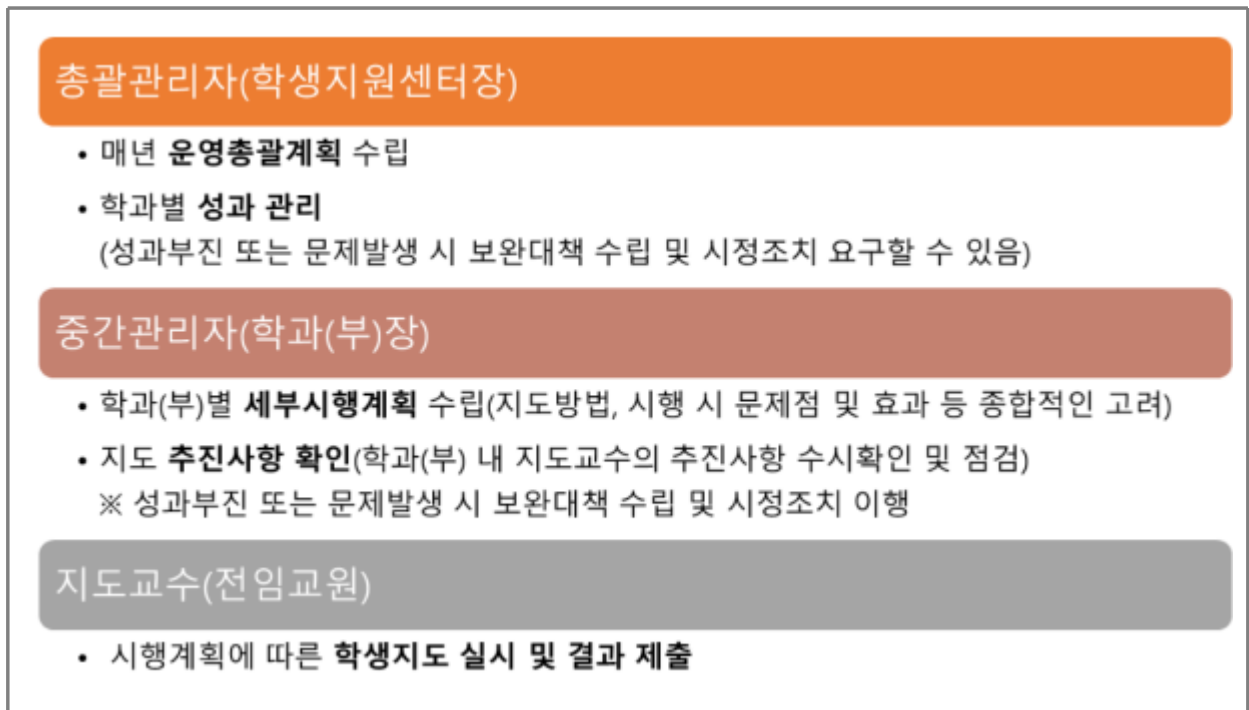 총괄관리자(학생지원센터장)
• 매년 운영총괄계획 수립
• 학과별 성과 관리
(성과부진 또는 문제발생 시 보완대책 수립 및 시정조치 요구할 수 있음)
중간관리자(학과(부)장)
• 학과(부)별 세부시행계획 수립(지도방법, 시행 시 문제점 및 효과 등 종합적인 고려)
• 지도 추진사항 확인(학과(부) 내 지도교수의 추진사항 수시확인 및 점검)
※ 성과부진 또는 문제발생 시 보완대책 수립 및 시정조치 이행
지도교수(전임교원)
• 시행계획에 따른 학생지도 실시 및 결과 제출